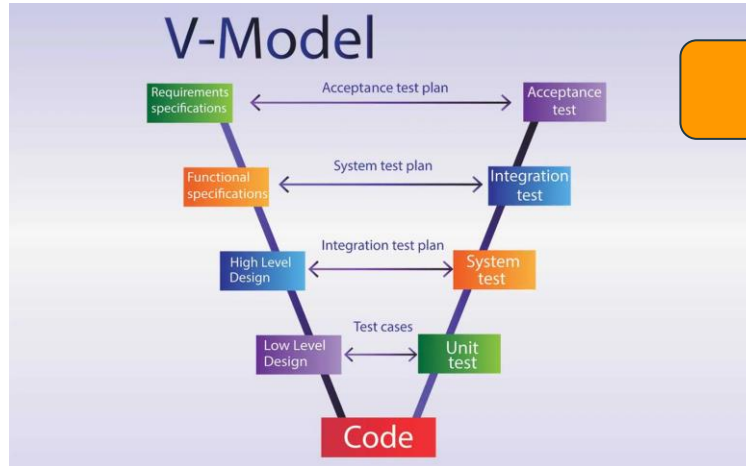 V-Model
Requirements
specifications
Acceptance test plan
Acceptance
test
Functional
specifications
System test plan
Integration
test
High Level
Design
Integration test plan
System
test
Low Level
Design
Test cases
Unit
test
Code